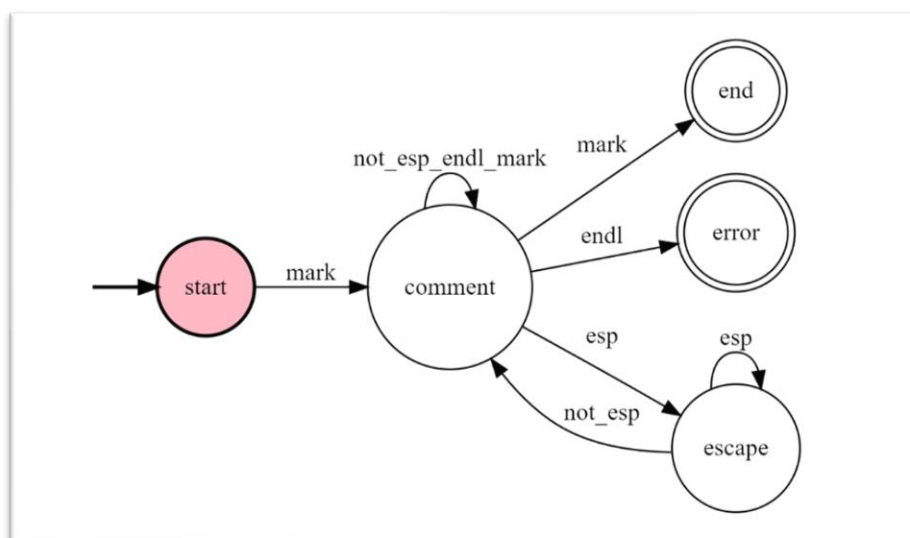 end
mark
not_esp_endl_mark
endl
error
start
mark
comment
esp
esp
not_esp
escape